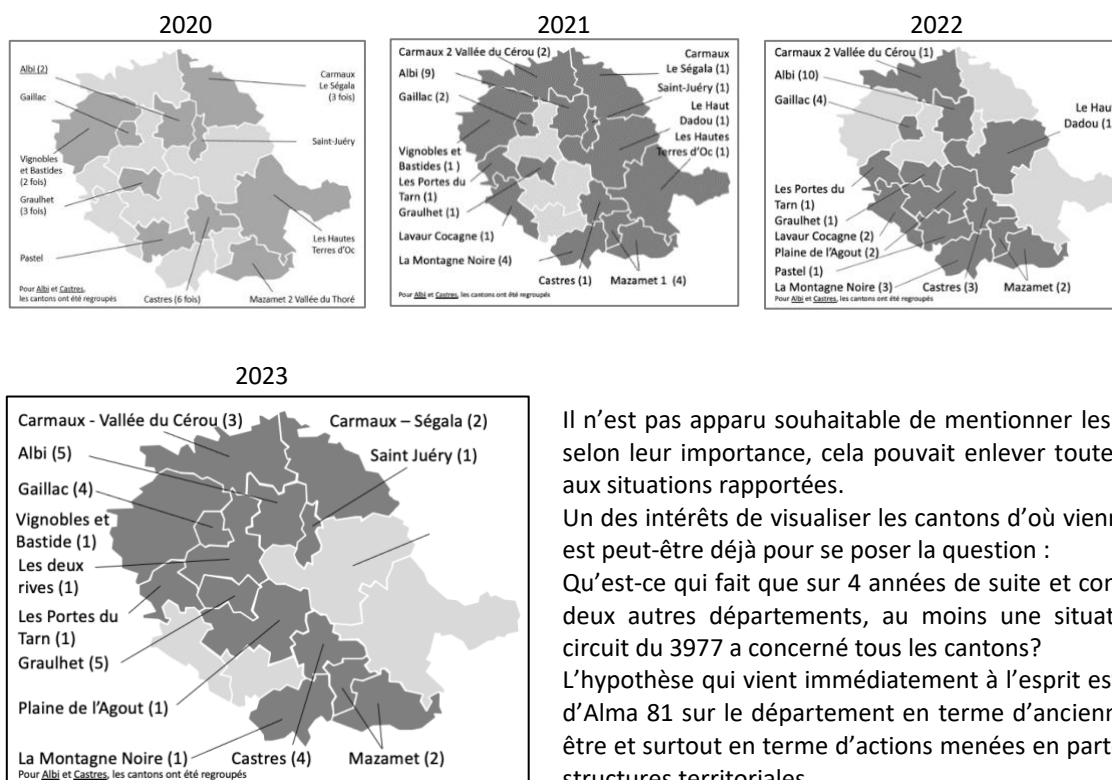 2020
Albi (2)
Gaillac
Vignobles
et Bastides
(2 fois)
Graulhet
(3 fois)
Pastel
Carmaux
Le Ségala
(3 fois)
Saint-Juéry
Les Hautes
Terres d'Oc
Pour Albi et Castres,
les cantons ont été regroupés
Castres (6 fois)
Mazamet 2 Vallée du Thoré
2021
Carmaux 2 Vallée du Cérou (2)
Albi (9)
Gaillac (2)
Vignobles et
Bastides (1 )
Les Portes du
Tarn (1)
Graulhet (1)
Lavaur Cocagne (1)
La Montagne Noire (4)
Carmaux
Le Ségala (1)
Saint-Juéry (1)
Le Haut
Dadou (1)
Les Hautes
Terres d'Oc (1)
Castres (1)
Mazamet 1 (4)
Pour Albi et Castres, les cantons ont été regroupés
2022
Carmaux 2 Vallée du Cérou (1)
Albi (10)
Gaillac (4)
Les Portes du
Tarn (1)
Graulhet (1)
Lavaur Cocagne (2)
Plaine de l'Agout (2)
Pastel (1)
La Montagne Noire (3)
Le Hau
Dadou (1
Castres (3)
Mazamet (2)
Pour Albi et Castres, les cantons ont été regroupés
2023
Carmaux - Vallée du Cérou (3)
Albi (5)
Gaillac (4)
Vignobles et
Bastide (1)
Les deux
rives (1)
Les Portes du
Tarn (1)
Graulhet (5)
Plaine de l'Agout (1)
La Montagne Noire (1)
Carmaux – Ségala (2)
Saint Juéry (1)
Castres (4)
Mazamet (2)
Pour Albi et Castres, les cantons ont été regroupés
Il n'est pas apparu souhaitable de mentionner les
selon leur importance, cela pouvait enlever toute
aux situations rapportées.
Un des intérêts de visualiser les cantons d'où vienn
est peut-être déjà pour se poser la question :
Qu'est-ce qui fait que sur 4 années de suite et con
deux autres départements, au moins une situat
circuit du 3977 a concerné tous les cantons?
L'hypothèse qui vient immédiatement à l'esprit es
d'Alma 81 sur le département en terme d'ancienn
être et surtout en terme d'actions menées en part
structures territoriales